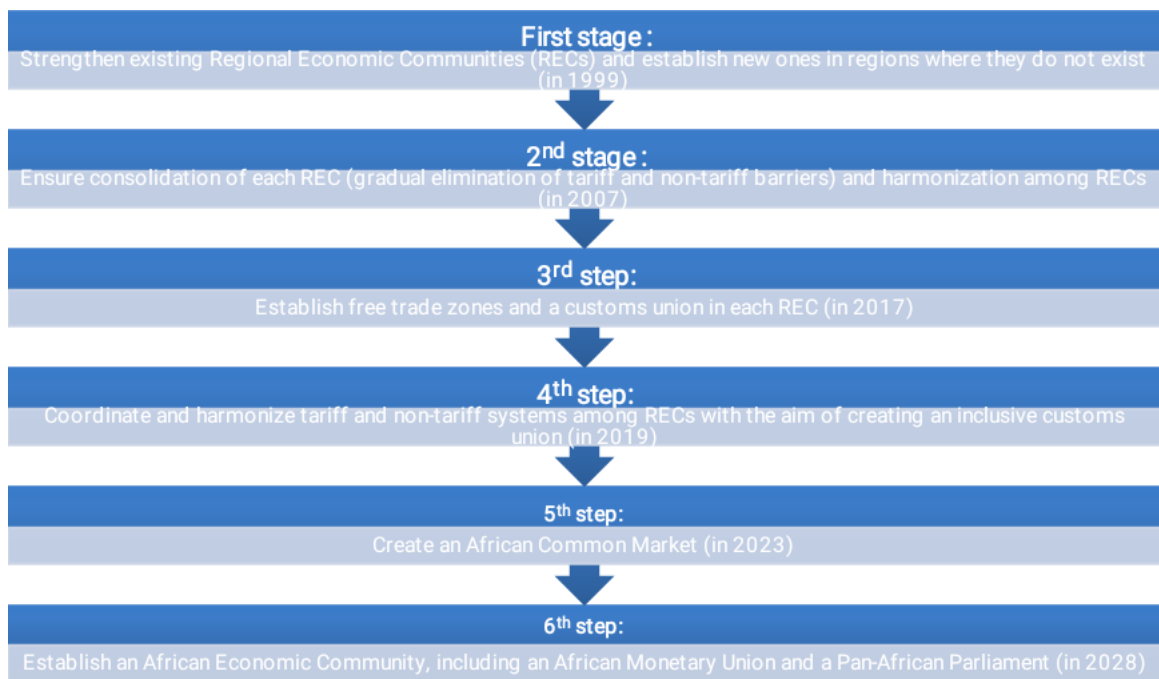 First stage :
Strengthen existing Regional Economic Communities (RECs) and establish new ones in regions where they do not exist
(in 1999)
2nd stage :
Ensure consolidation of each REC (gradual elimination of tariff and non-tariff barriers) and harmonization among RECs
(in 2007)
3rd step:
Establish free trade zones and a customs union in each REC (in 2017)
4th step:
Coordinate and harmonize tariff and non-tariff systems among RECs with the aim of creating an inclusive customs
union (in 2019)
5th step:
Create an African Common Market (in 2023)
6th step:
Establish an African Economic Community, including an African Monetary Union and a Pan-African Parliament (in 2028)